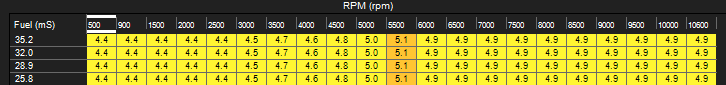 RPM (rpm)
Fuel (mS) 500 900 1500 2000 2500 3000 3500 4000 4500 5000 5500 6000 6500 7000 7500 8000 8500 9000 10000 10600
35.2 4.4 4.4 4.4 4.4 4.4 4.5 4.7 4.6 4.8 5.0 5.1 4.9 4.9 4.9 4.9 4.9 4.9 4.9 4.9 4.9
32.0 4.4 4.4 4.4 4.4 4.4 4.5 4.7 4.6 4.8 5.0 5.1 4.9 4.9 4.9 4.9 4.9 4.9 4.9 4.9 4.9
28.9 4.4 4.4 4.4 4.4 4.4 4.5 4.7 4.6 4.8 5.0 5.1 4.9 4.9 4.9 4.9 4.9 4.9 4.9 4.9 4.9
25.8 4.4 4.4 4.4 4.4 4.4 4.5 4.7 4.6 4.8 5.0 5.1 4.9 4.9 4.9 4.9 4.9 4.9 4.9 4.9 4.9